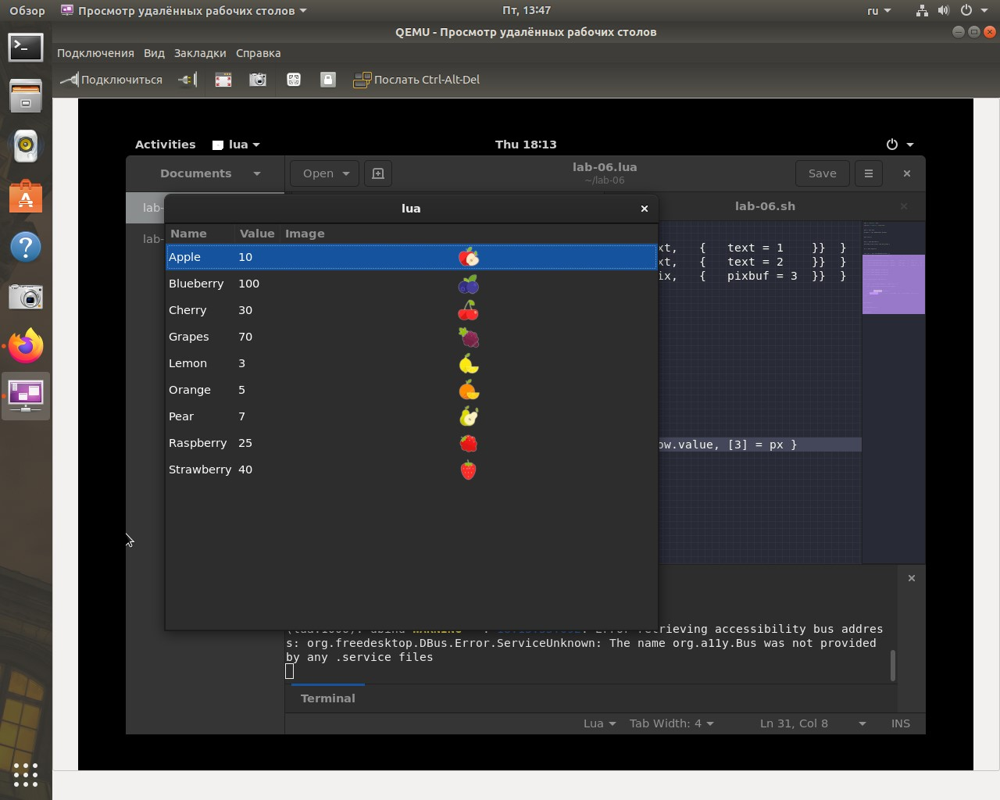 Обзор Просмотр удалённых рабочих столов Пт, 13:47 ru
QEMU - Просмотр удалённых рабочих столов
Подключения Вид Закладки Справка
Подключиться Послать Ctrl-Alt-Del
Activities lua Thu 18:13
Documents Open lab-06.lua Save
~/lab-06
lab- lua lab-06.sh
lab-
Name Value Image
Apple 10
Blueberry 100
Cherry 30
Grapes 70
Lemon 3
Orange 5
Pear 7
Raspberry 25
Strawberry 40
xt, { text = 1 }} }
xt, { text = 2 }} }
ix, { pixbuf = 3 }} }
ow.value, [3] = px }
Error retrieving accessibility bus addres
s: org.freedesktop.DBus.Error.ServiceUnknown: The name org.a11y.Bus was not provided
by any .service files
Terminal
Lua Tab Width: 4 Ln 31, Col 8 INS